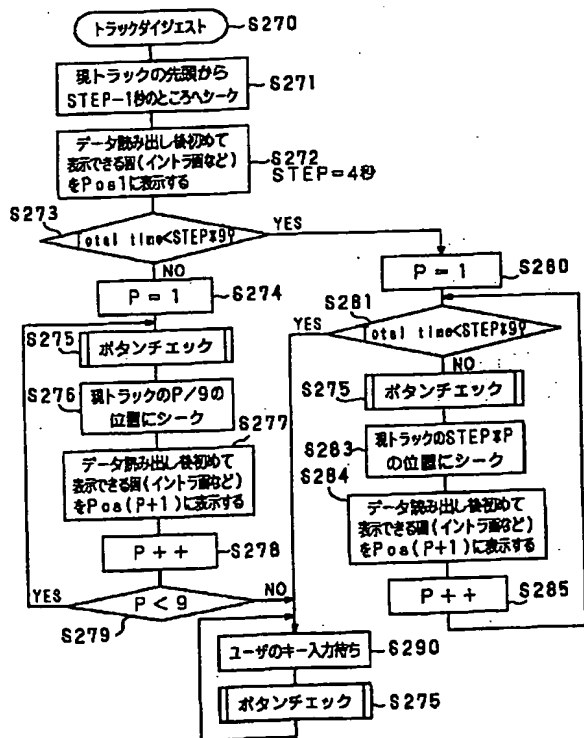 トラックダイジェスト
S270
現トラックの先頭から
STEP-1秒のところへシーク
S271
データ読み出し後初めて
表示できる図(イントラ画など)
をPos1に表示する
S272
STEP=4秒
S273
Total time<STEP*9?
YES
NO
P=1
S274
S275
ボタンチェック
S276
現トラックのP/9の
位置にシーク
S277
データ読み出し後初めて
表示できる図(イントラ画など)
をPos(P+1)に表示する
P++
S278
YES
P<9
NO
S279
P=1
S280
S281
YES
Total time<STEP*9?
NO
S275
ボタンチェック
S283
現トラックのSTEP*P
の位置にシーク
S284
データ読み出し後初めて
表示できる図(イントラ画など)
をPos(P+1)に表示する
P++
S285
ユーザのキー入力待ち
S290
ボタンチェック
S275